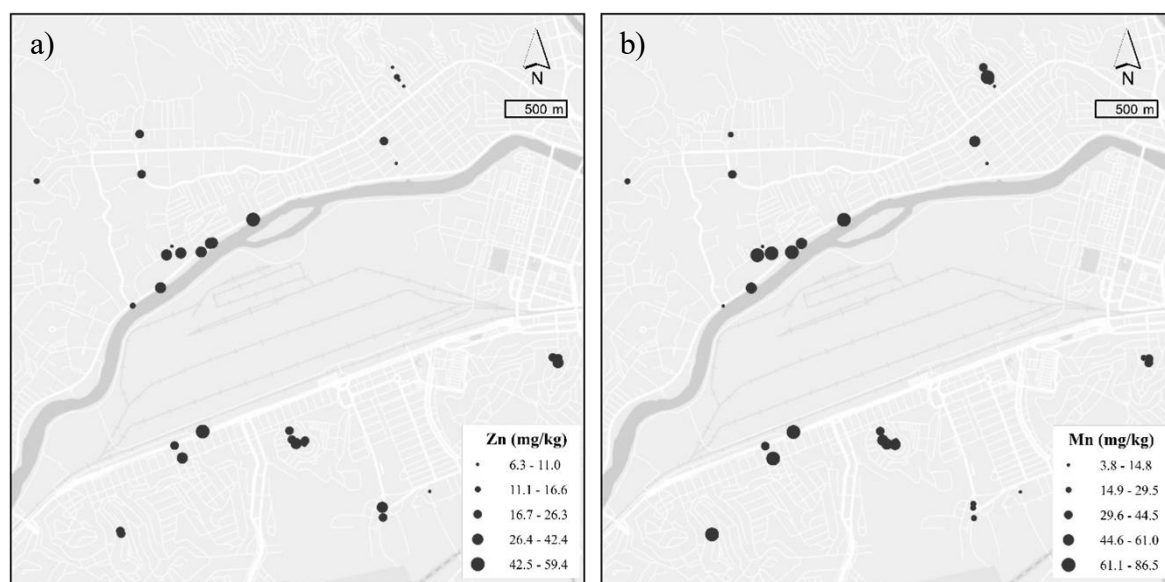 a)
N
500 m
Zn (mg/kg)
6.3 - 11.0
11.1 - 16.6
16.7 - 26.3
26.4 - 42.4
42.5 - 59.4
b)
N
500 m
Mn (mg/kg)
3.8 - 14.8
14.9 - 29.5
29.6 - 44.5
44.6 - 61.0
61.1 - 86.5